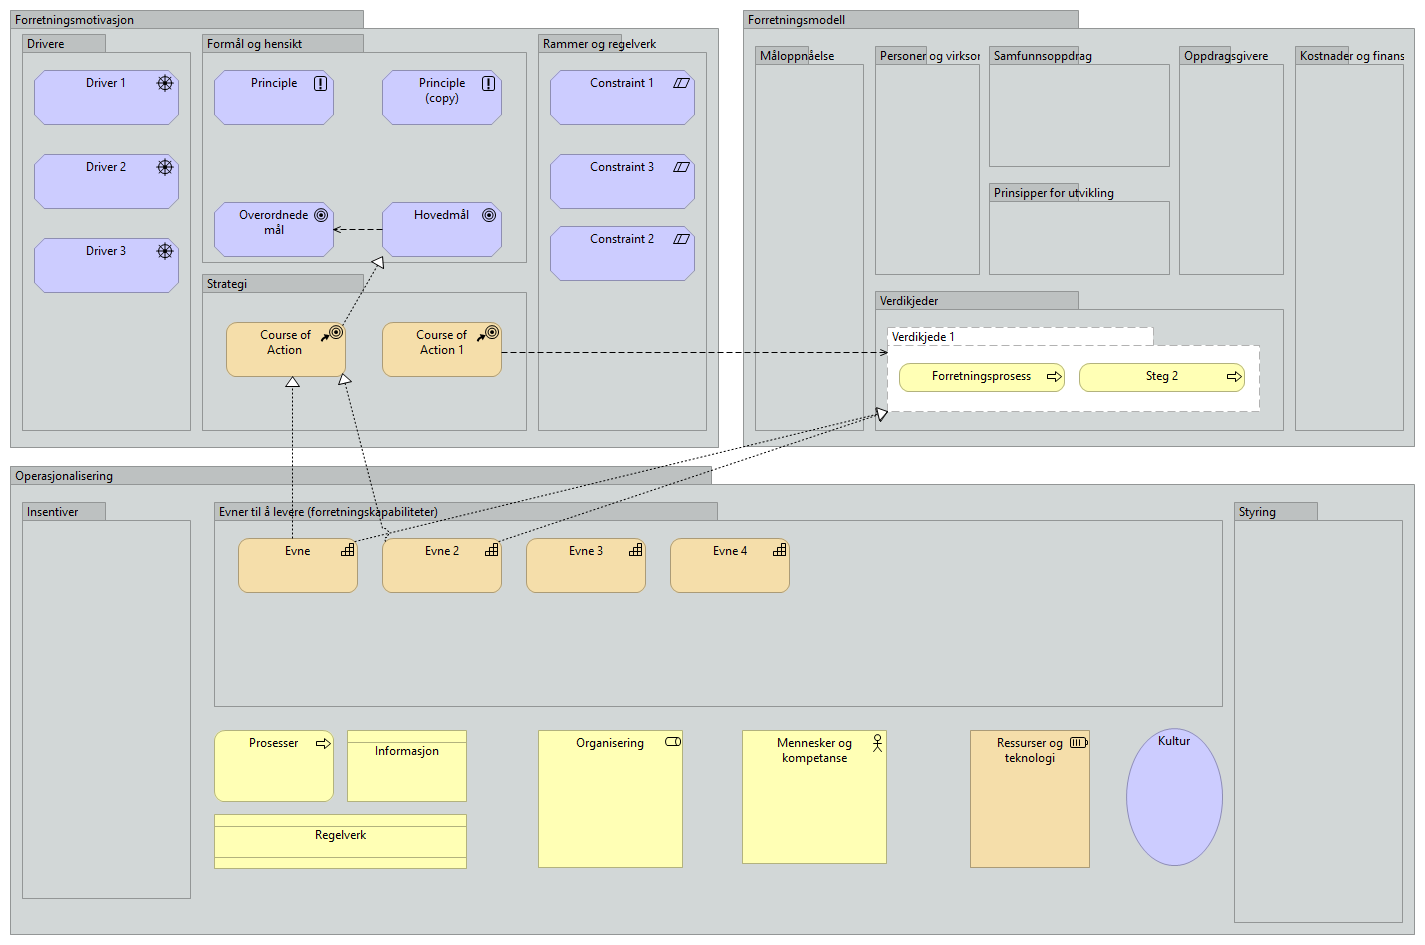 Forretningsmotivasjon
Drivere
Driver 1
Driver 2
Driver 3
Formål og hensikt
Principle
Principle
(copy)
Overordnede
mål
Hovedmål
Strategi
Course of
Action
Course of
Action 1
Rammer og regelverk
Constraint 1
Constraint 3
Constraint 2
Forretningsmodell
Måloppnåelse
Personer og virksor
Samfunnsoppdrag
Prinsipper for utvikling
Oppdragsgivere
Kostnader og finans
Verdikjeder
Verdikjede 1
Forretningsprosess
Steg 2
Operasjonalisering
Insentiver
Evner til å levere (forretningskapabiliteter)
Evne
Evne 2
Evne 3
Evne 4
Styring
Prosesser
Informasjon
Regelverk
Organisering
Mennesker og
kompetanse
Ressurser og
teknologi
Kultur